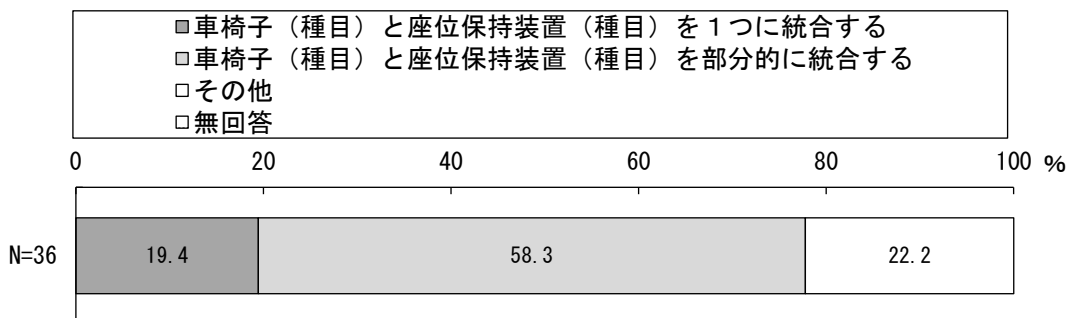 ■車椅子（種目）と座位保持装置（種目）を１つに統合する
■車椅子（種目）と座位保持装置（種目）を部分的に統合する
□その他
□無回答
0 20 40 60 80 100 %
N=36 19.4 58.3 22.2